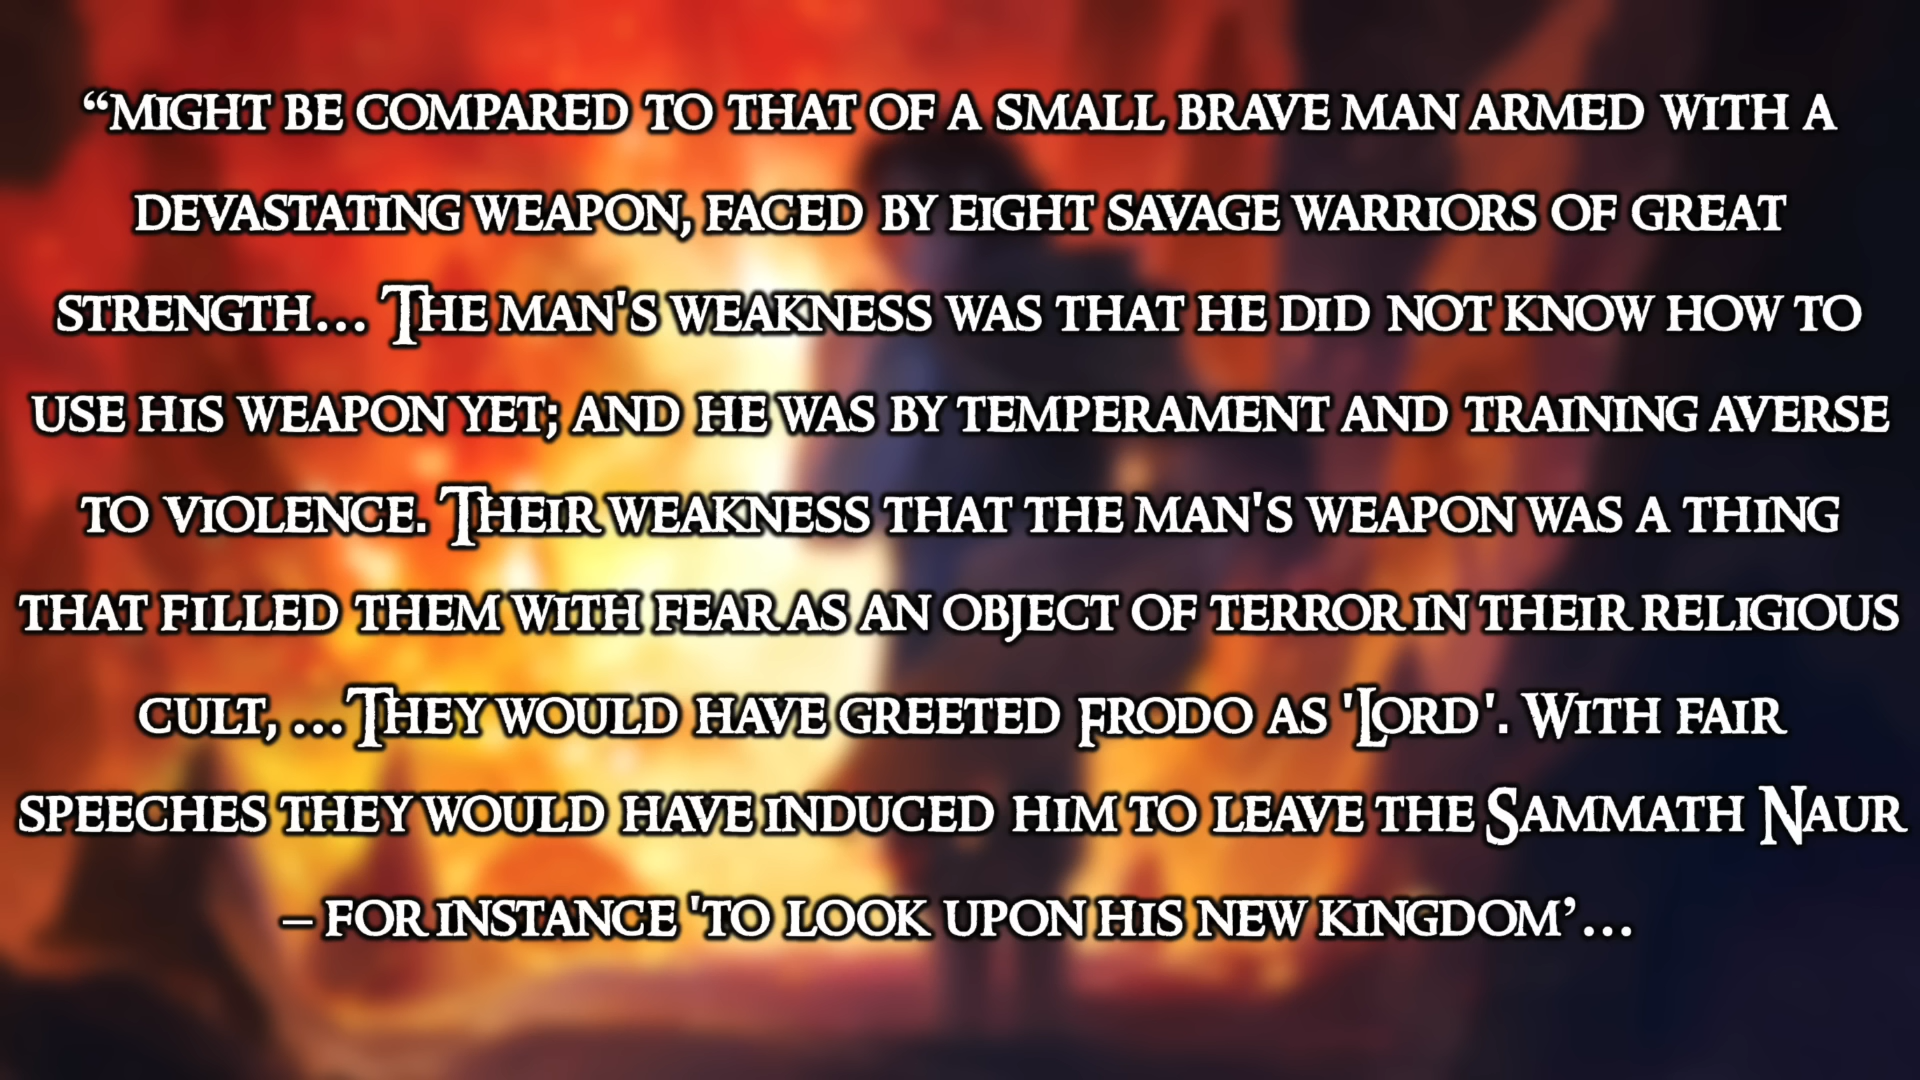 “MIGHT BE COMPARED TO THAT OF A SMALL BRAVE MAN ARMED WITH A
DEVASTATING WEAPON, FACED BY EIGHT SAVAGE WARRIORS OF GREAT
STRENGTH... THE MAN'S WEAKNESS WAS THAT HE DID NOT KNOW HOW TO
USE HIS WEAPON YET; AND HE WAS BY TEMPERAMENT AND TRAINING AVERSE
TO VIOLENCE. THEIR WEAKNESS THAT THE MAN'S WEAPON WAS A THING
THAT FILLED THEM WITH FEAR AS AN OBJECT OF TERROR IN THEIR RELIGIOUS
CULT, ...THEY WOULD HAVE GREETED FRODO AS 'LORD'. WITH FAIR
SPEECHES THEY WOULD HAVE INDUCED HIM TO LEAVE THE SAMMATH NAUR
– FOR INSTANCE 'TO LOOK UPON HIS NEW KINGDOM’...